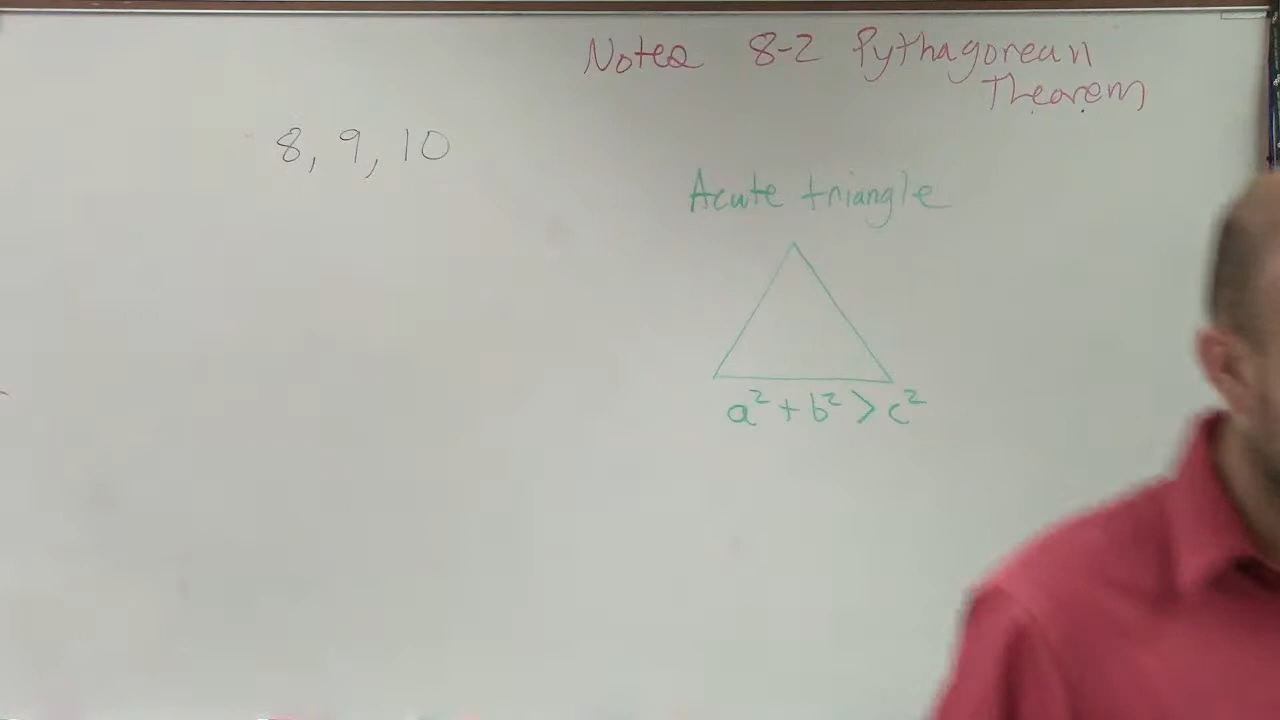 Notes 8-2 Pythagorean
Theorem
8, 9, 10
Acute triangle
a² + b² > c²